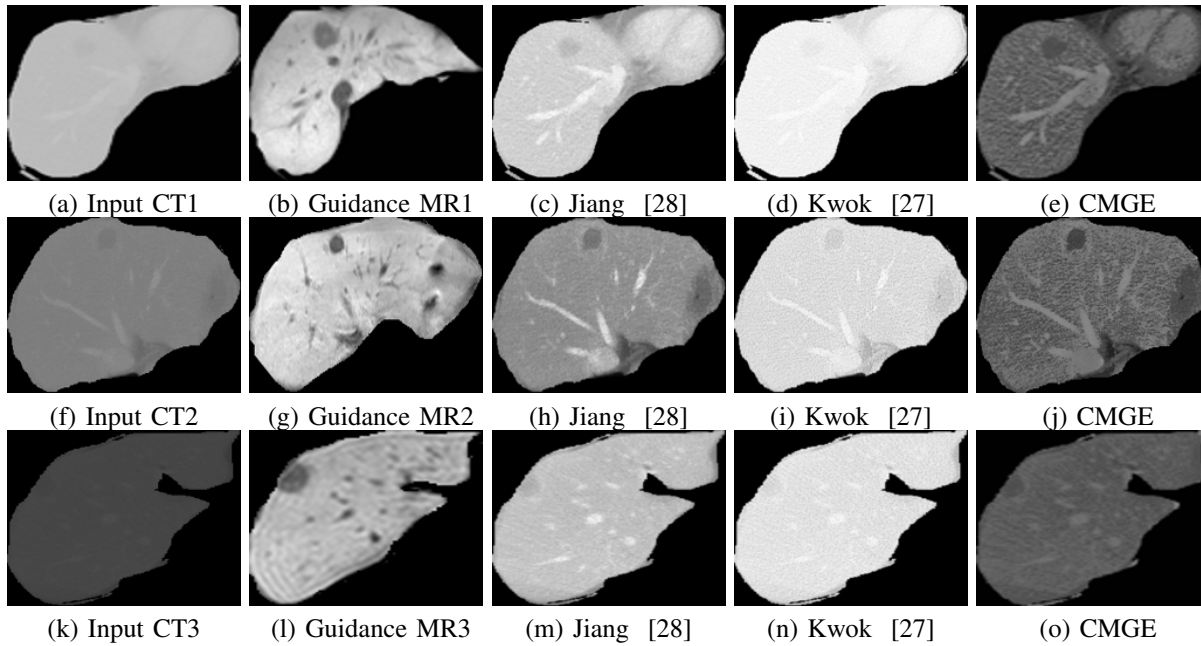 (a) Input CT1 (b) Guidance MR1 (c) Jiang [28] (d) Kwok [27] (e) CMGE
(f) Input CT2 (g) Guidance MR2 (h) Jiang [28] (i) Kwok [27] (j) CMGE
(k) Input CT3 (l) Guidance MR3 (m) Jiang [28] (n) Kwok [27] (o) CMGE